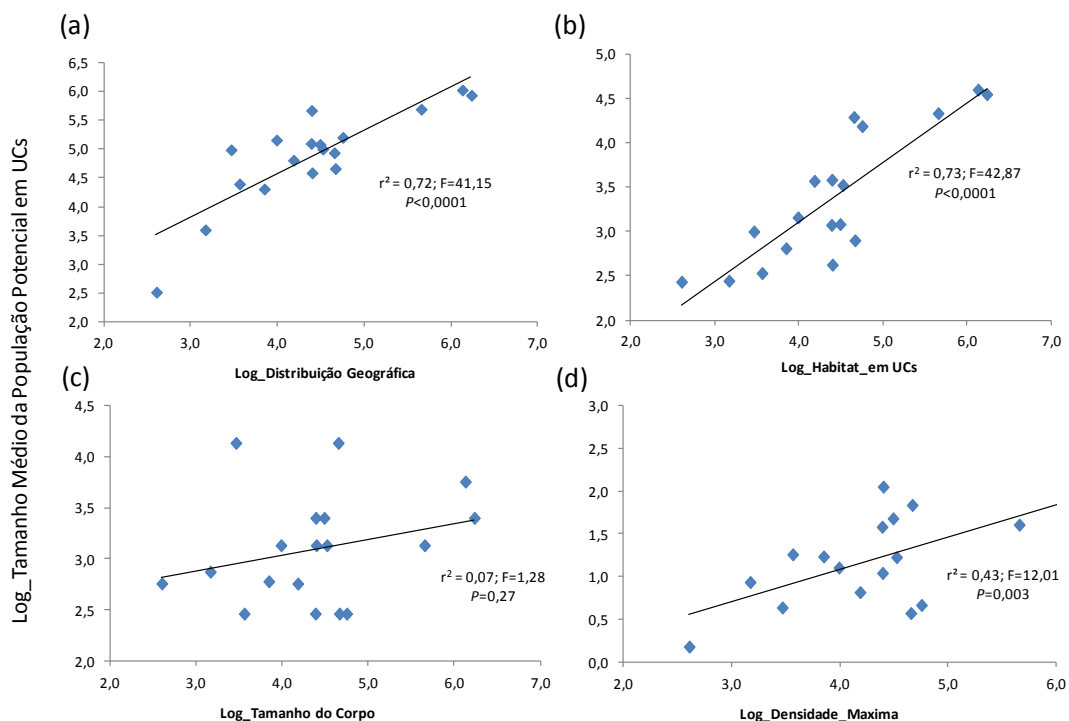 Log_Tamanho Médio da População Potencial em UCs
(a)
6,5
6,0
5,5
5,0
4,5
4,0
3,5
3,0
2,5
2,0
r² = 0,72; F=41,15
P<0,0001
2,0 3,0 4,0 5,0 6,0 7,0
Log_Distribuição Geográfica
(b)
5,0
4,5
4,0
3,5
3,0
2,5
2,0
r² = 0,73; F=42,87
P<0,0001
2,0 3,0 4,0 5,0 6,0 7,0
Log_Habitat_em UCs
(c)
4,5
4,0
3,5
3,0
2,5
2,0
r² = 0,07; F=1,28
P=0,27
2,0 3,0 4,0 5,0 6,0 7,0
Log_Tamanho do Corpo
(d)
3,0
2,5
2,0
1,5
1,0
0,5
0,0
r² = 0,43; F=12,01
P=0,003
2,0 3,0 4,0 5,0 6,0
Log_Densidade_Maxima